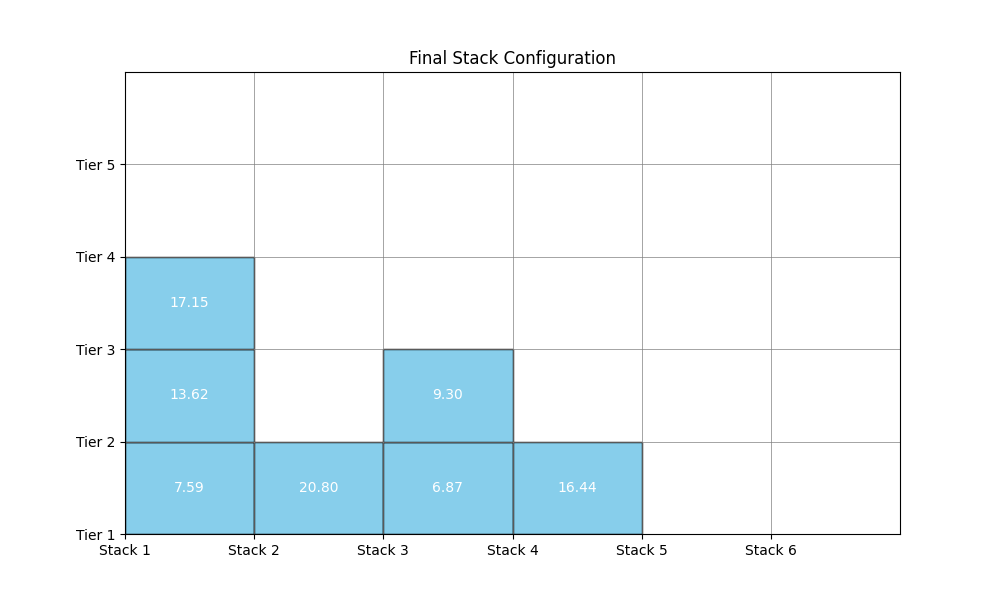 Final Stack Configuration
Tier 5
Tier 4
17.15
Tier 3
13.62 9.30
Tier 2
7.59 20.80 6.87 16.44
Tier 1
Stack 1 Stack 2 Stack 3 Stack 4 Stack 5 Stack 6